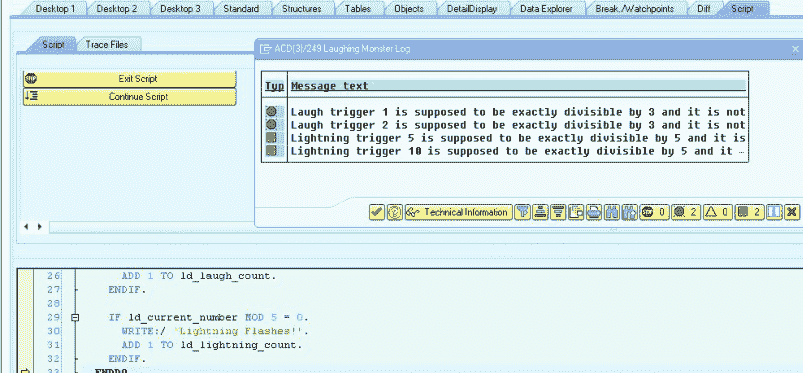 Desktop 1 Desktop 2 Desktop 3 Standard Structures Tables Objects DetailDisplay Data Explorer Break./Watchpoints Diff Script
Script Trace Files
ACD(3)/249 Laughing Monster Log
Exit Script
Continue Script
Typ Message text
Laugh trigger 1 is supposed to be exactly divisible by 3 and it is not
Laugh trigger 2 is supposed to be exactly divisible by 3 and it is not
Lightning trigger 5 is supposed to be exactly divisible by 5 and it is
Lightning trigger 10 is supposed to be exactly divisible by 5 and it …
Technical Information 0 2 0 2
26 ADD 1 TO ld_laugh_count.
27 ENDIF.
28
29 IF ld_current_number MOD 5 = 0.
30 WRITE:/ 'Lightning Flashes!'.
31 ADD 1 TO ld_lightning_count.
32 ENDIF.